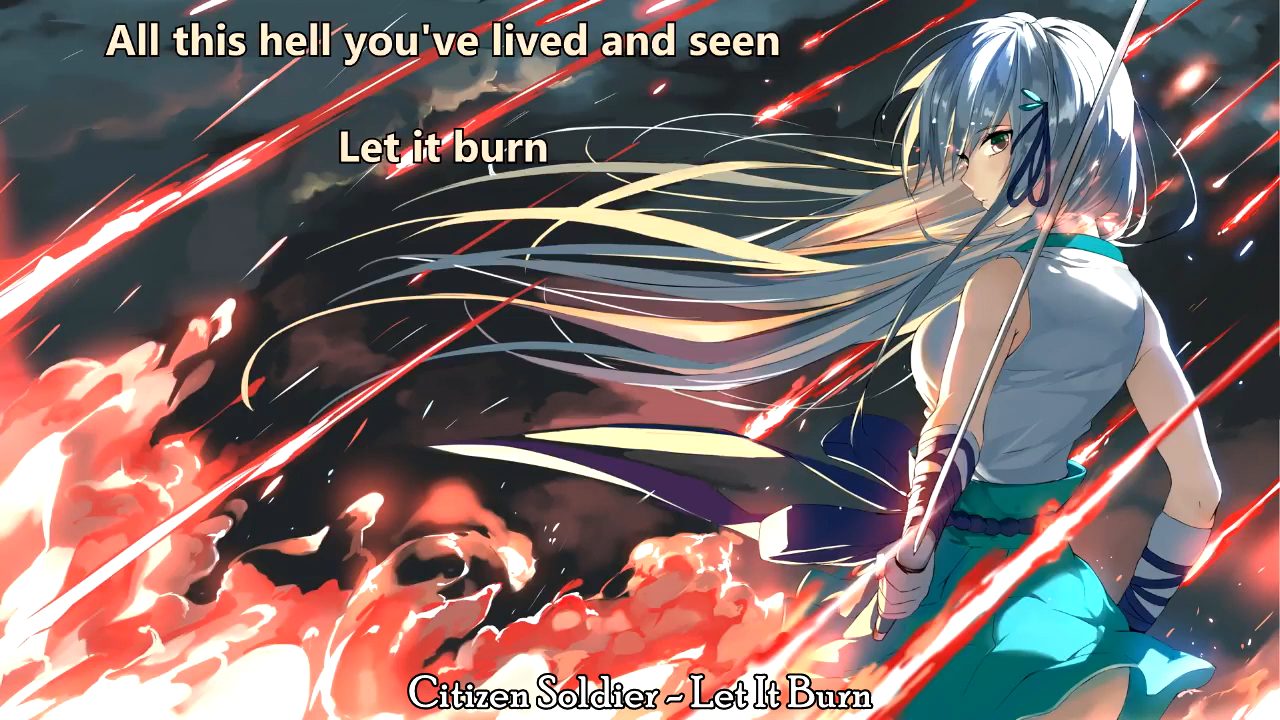 All this hell you've lived and seen
Let it burn
Citizen Soldier ~ Let It Burn